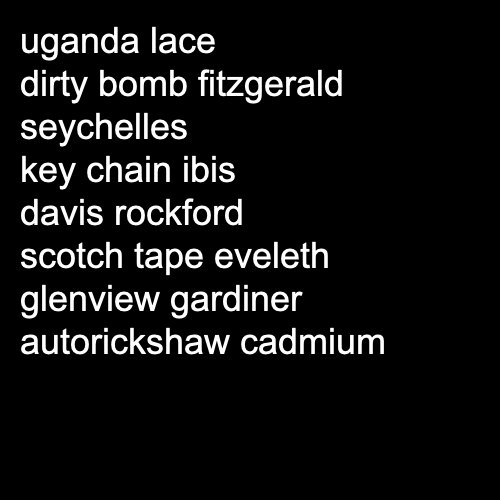 uganda lace
dirty bomb fitzgerald
seychelles
key chain ibis
davis rockford
scotch tape eveleth
glenview gardiner
autorickshaw cadmium